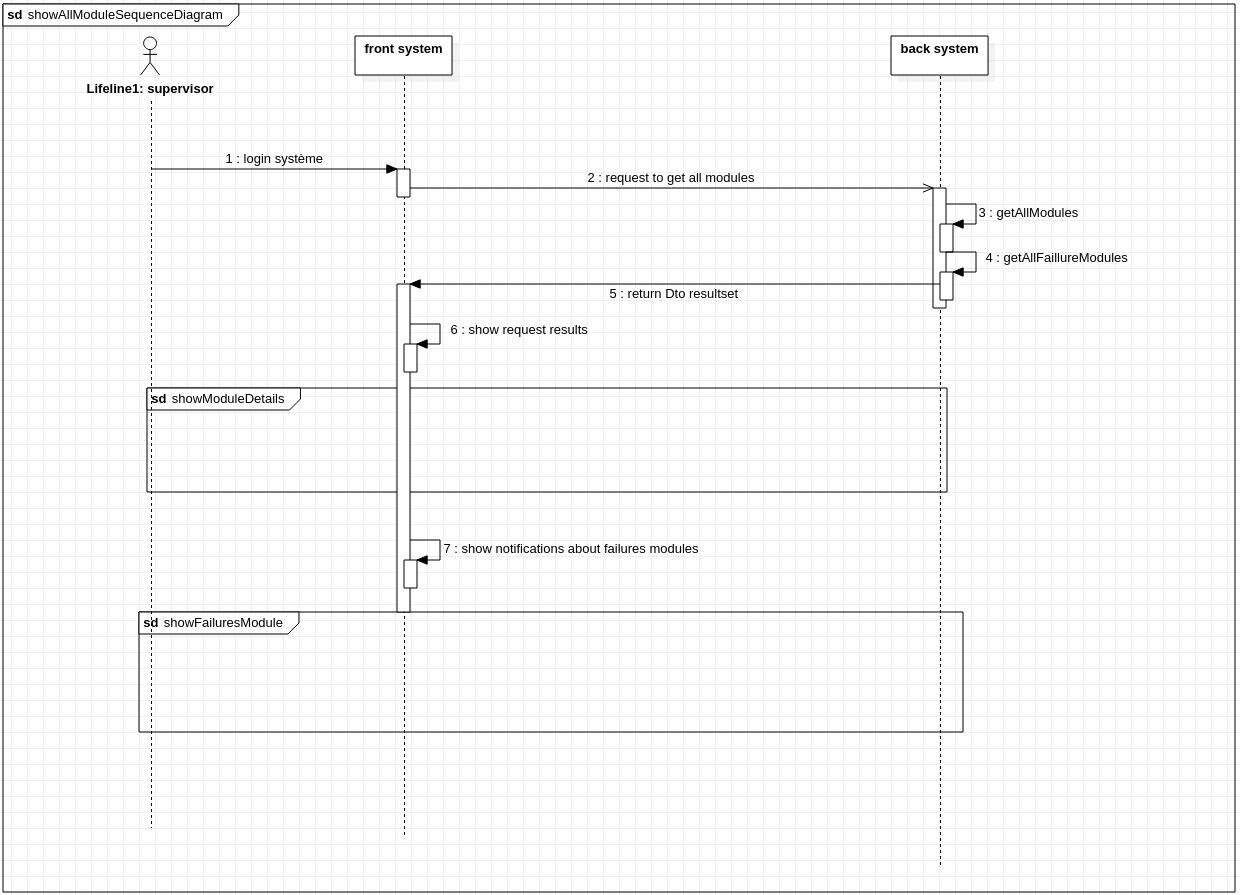 sd showAllModuleSequenceDiagram
front system
back system
Lifeline1: supervisor
1 : login système
2 : request to get all modules
3 : getAllModules
4 : getAllFaillureModules
5 : return Dto resultset
6 : show request results
sd showModuleDetails
7 : show notifications about failures modules
sd showFailuresModule